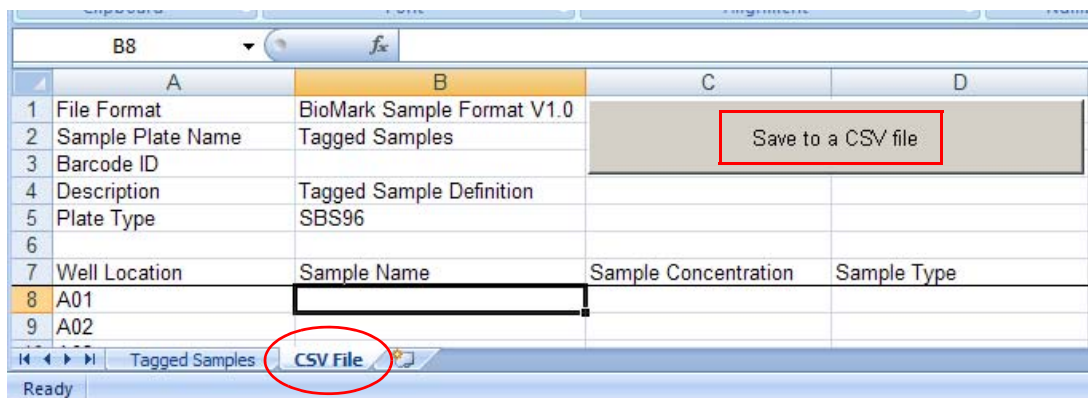 B8
fx
A B C D
1 File Format BioMark Sample Format V1.0
2 Sample Plate Name Tagged Samples
Save to a CSV file
3 Barcode ID
4 Description Tagged Sample Definition
5 Plate Type SBS96
6
7 Well Location Sample Name Sample Concentration Sample Type
8 A01
9 A02
Tagged Samples CSV File
Ready